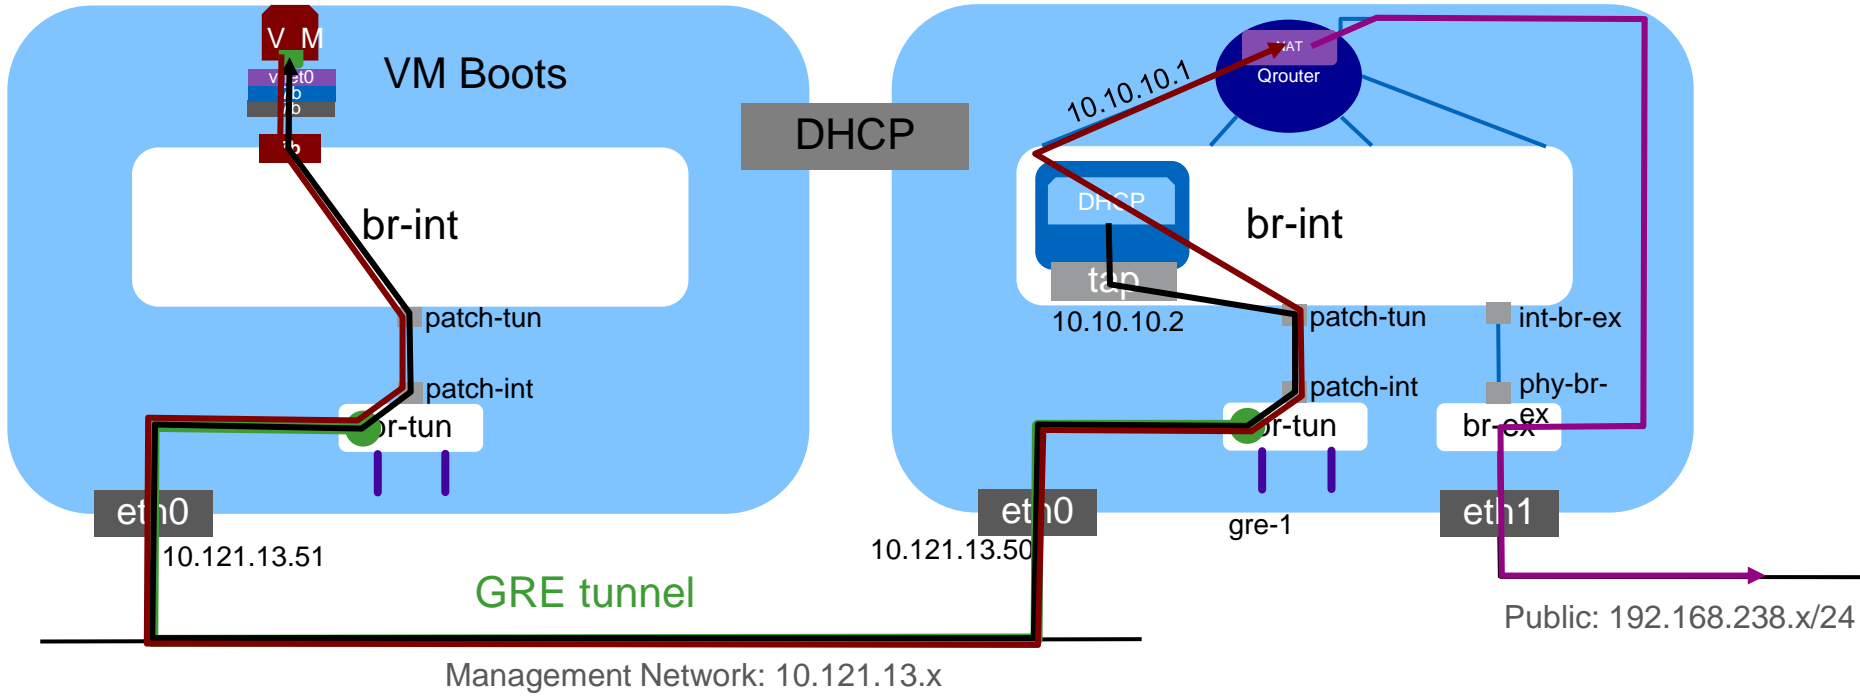 V M
VM Boots
DHCP
NAT
Qrouter
10.10.10.1
br-int
DHCP
br-int
tap
10.10.10.2
patch-tun
patch-tun
int-br-ex
patch-int
patch-int
phy-br-
ex
br-tun
br-tun
br-ex
eth0
eth0
gre-1
eth1
10.121.13.51
10.121.13.50
GRE tunnel
Public: 192.168.238.x/24
Management Network: 10.121.13.x